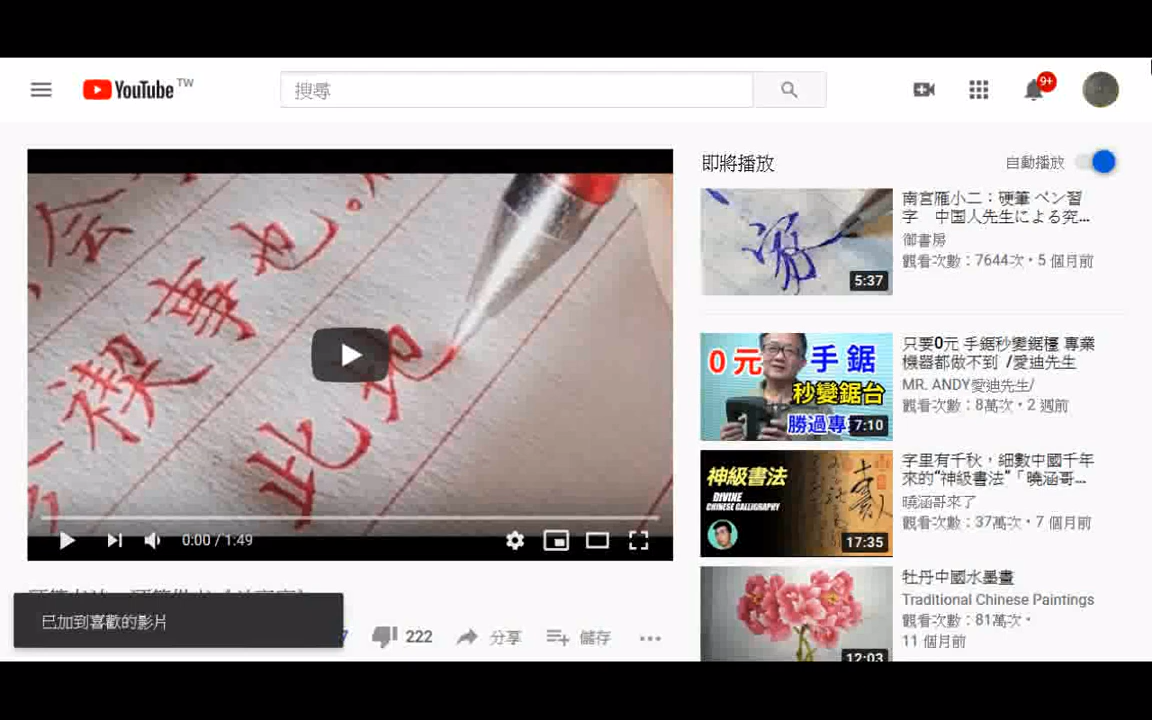 YouTube TW
搜尋
9+
即將播放
自動播放
事也。
禊
此如
0:00 / 1:49
已加到喜歡的影片
222
分享
儲存
南宮雁小二：硬筆 ペン習
字 中国人先生による究...
御書房
觀看次數：7644次・5 個月前
5:37
只要0元 手鋸秒變鋸檯 專業
機器都做不到 /愛迪先生
MR. ANDY愛迪先生/
觀看次數：8萬次・2 週前
0元 手鋸
秒變鋸台
勝過專
7:10
字里有千秋，細數中國千年
來的“神級書法”「曉涵哥...
曉涵哥來了
觀看次數：37萬次・7 個月前
神級書法
DIVINE
CHINESE CALLIGRAPHY
17:35
牡丹中國水墨畫
Traditional Chinese Paintings
觀看次數：81萬次・
11 個月前
12:03